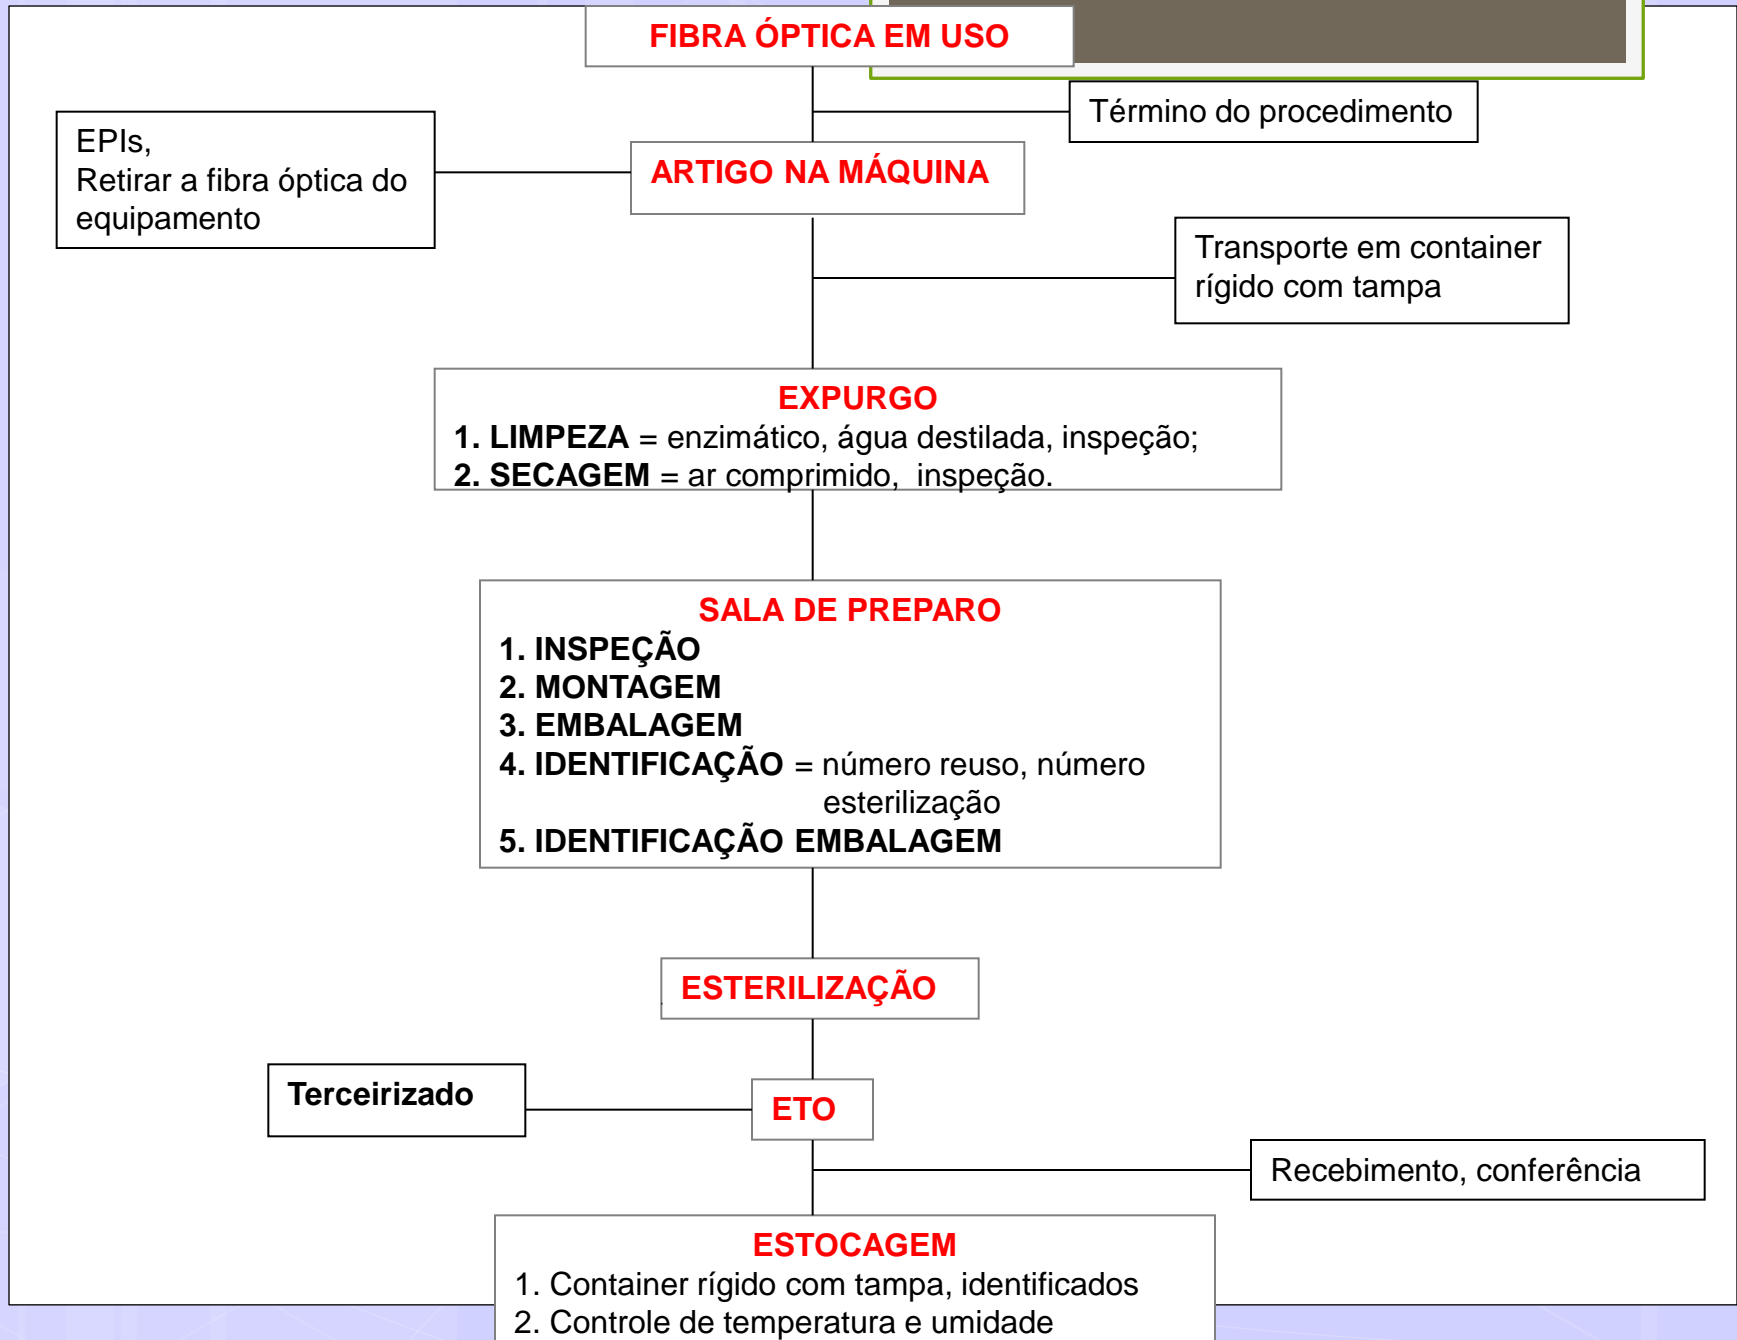 FIBRA ÓPTICA EM USO
Término do procedimento
EPIs,
Retirar a fibra óptica do
equipamento
ARTIGO NA MÁQUINA
Transporte em container
rígido com tampa
EXPURGO
1. LIMPEZA = enzimático, água destilada, inspeção;
2. SECAGEM = ar comprimido, inspeção.
SALA DE PREPARO
1. INSPEÇÃO
2. MONTAGEM
3. EMBALAGEM
4. IDENTIFICAÇÃO = número reuso, número
esterilização
5. IDENTIFICAÇÃO EMBALAGEM
ESTERILIZAÇÃO
Terceirizado
ETO
Recebimento, conferência
ESTOCAGEM
1. Container rígido com tampa, identificados
2. Controle de temperatura e umidade